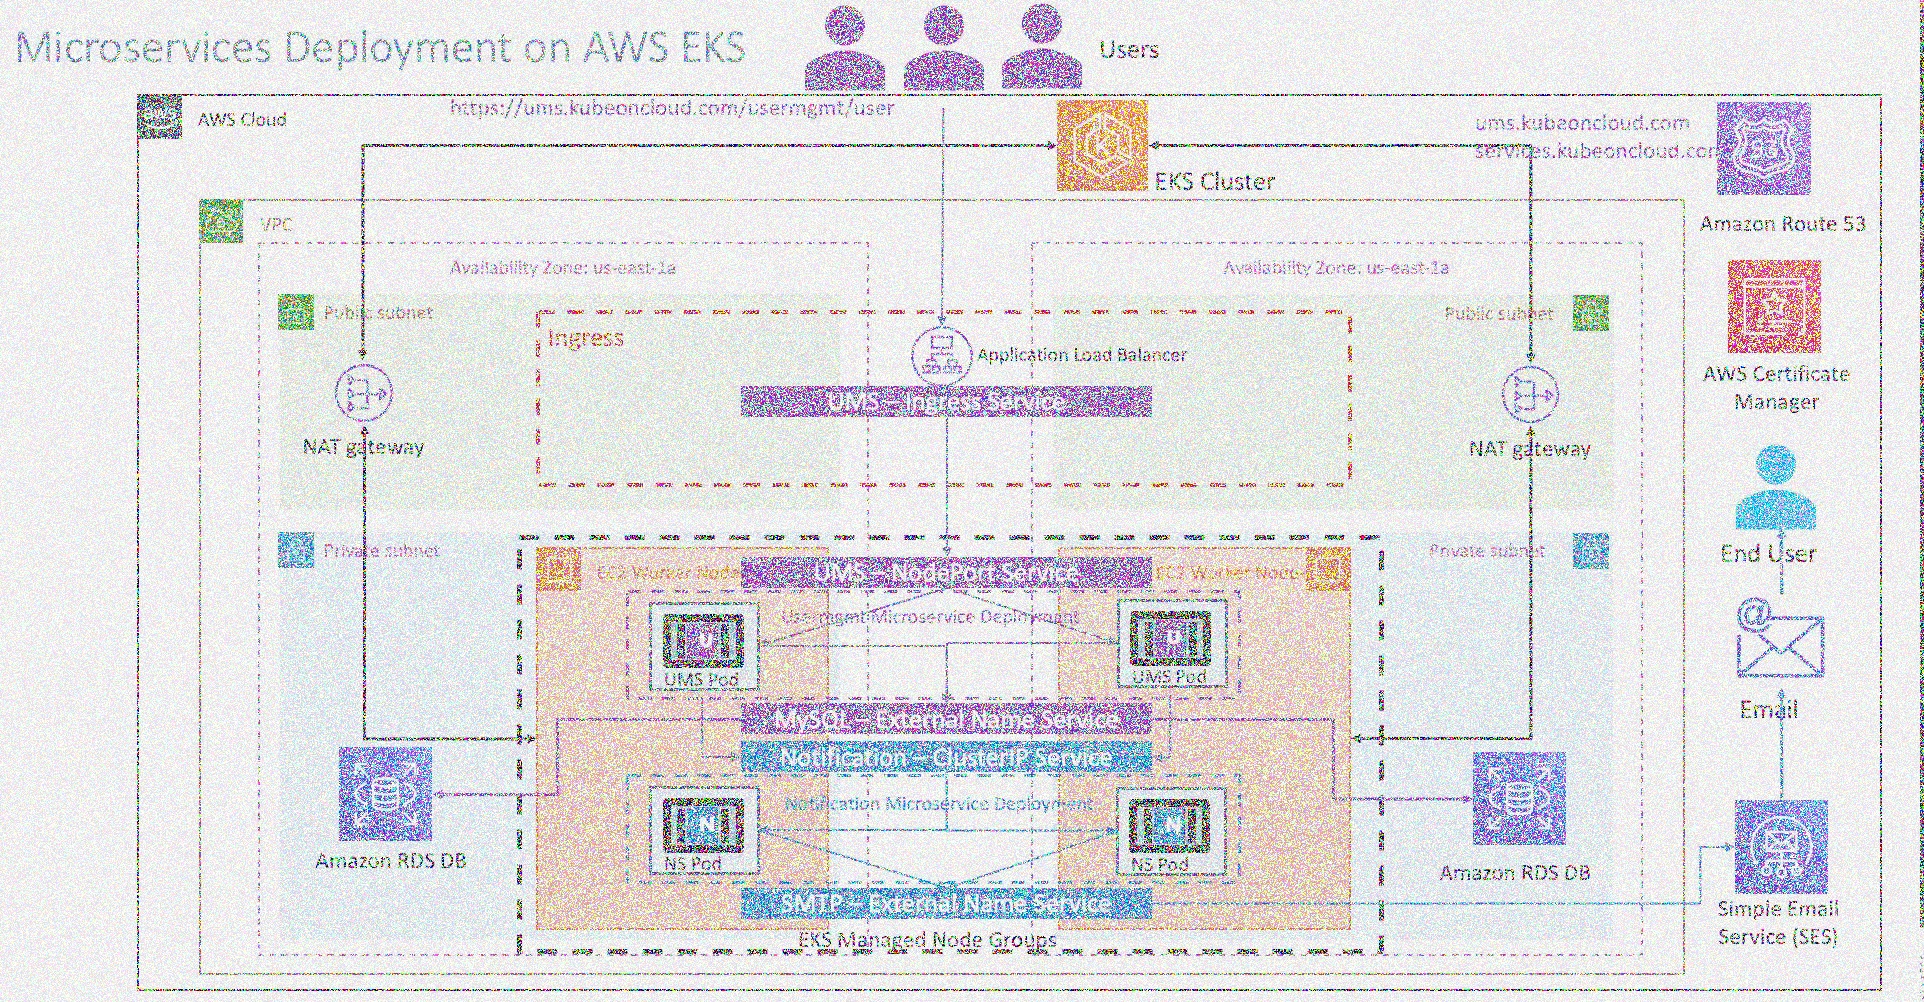 Microservices Deployment on AWS EKS
Users
aws
AWS Cloud
https://ums.kubeoncloud.com/usermgmt/user
ums.kubeoncloud.com
services.kubeoncloud.com
EKS Cluster
Amazon Route 53
VPC
Availability Zone: us-east-1a
Availability Zone: us-east-1a
Public subnet
Public subnet
Ingress
Application Load Balancer
UMS – Ingress Service
AWS Certificate
Manager
NAT gateway
NAT gateway
Private subnet
Private subnet
End User
EC2 Worker Node
UMS – NodePort Service
EC2 Worker Node
Usermgmt Microservice Deployment
U
U
UMS Pod
UMS Pod
MySQL – External Name Service
Email
Notification – ClusterIP Service
Notification Microservice Deployment
N
N
NS Pod
NS Pod
Amazon RDS DB
Amazon RDS DB
SMTP – External Name Service
EKS Managed Node Groups
Simple Email
Service (SES)